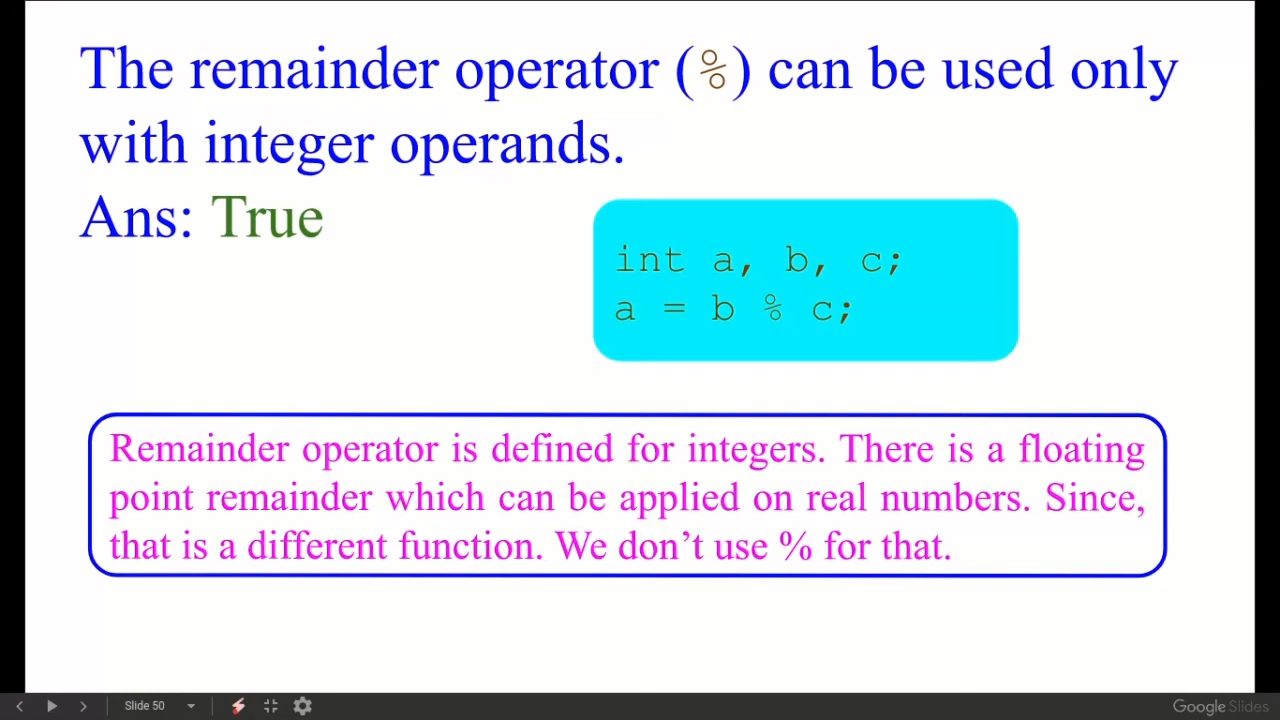 The remainder operator (%) can be used only
with integer operands.
Ans: True
int a, b, c;
a = b % c;
Remainder operator is defined for integers. There is a floating
point remainder which can be applied on real numbers. Since,
that is a different function. We don’t use % for that.
Slide 50
Google Slides